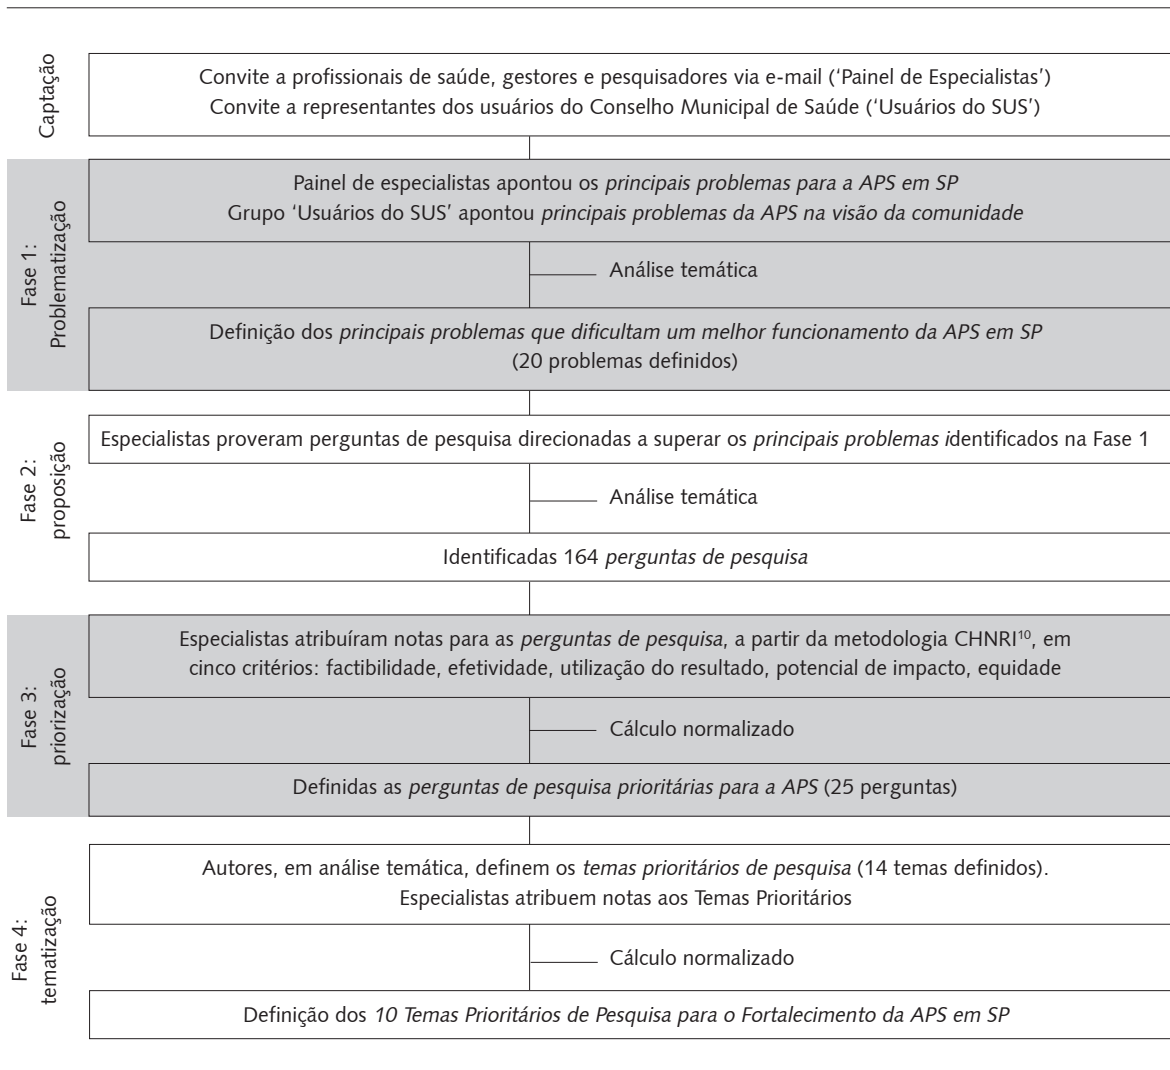 Captação
Convite a profissionais de saúde, gestores e pesquisadores via e-mail (‘Painel de Especialistas’)
Convite a representantes dos usuários do Conselho Municipal de Saúde (‘Usuários do SUS’)
Fase 1:
Problematização
Painel de especialistas apontou os principais problemas para a APS em SP
Grupo ‘Usuários do SUS’ apontou principais problemas da APS na visão da comunidade
Análise temática
Definição dos principais problemas que dificultam um melhor funcionamento da APS em SP
(20 problemas definidos)
Fase 2:
proposição
Especialistas proveram perguntas de pesquisa direcionadas a superar os principais problemas identificados na Fase 1
Análise temática
Identificadas 164 perguntas de pesquisa
Fase 3:
priorização
Especialistas atribuíram notas para as perguntas de pesquisa, a partir da metodologia CHNRI¹⁰, em
cinco critérios: factibilidade, efetividade, utilização do resultado, potencial de impacto, equidade
Cálculo normalizado
Definidas as perguntas de pesquisa prioritárias para a APS (25 perguntas)
Fase 4:
tematização
Autores, em análise temática, definem os temas prioritários de pesquisa (14 temas definidos).
Especialistas atribuem notas aos Temas Prioritários
Cálculo normalizado
Definição dos 10 Temas Prioritários de Pesquisa para o Fortalecimento da APS em SP